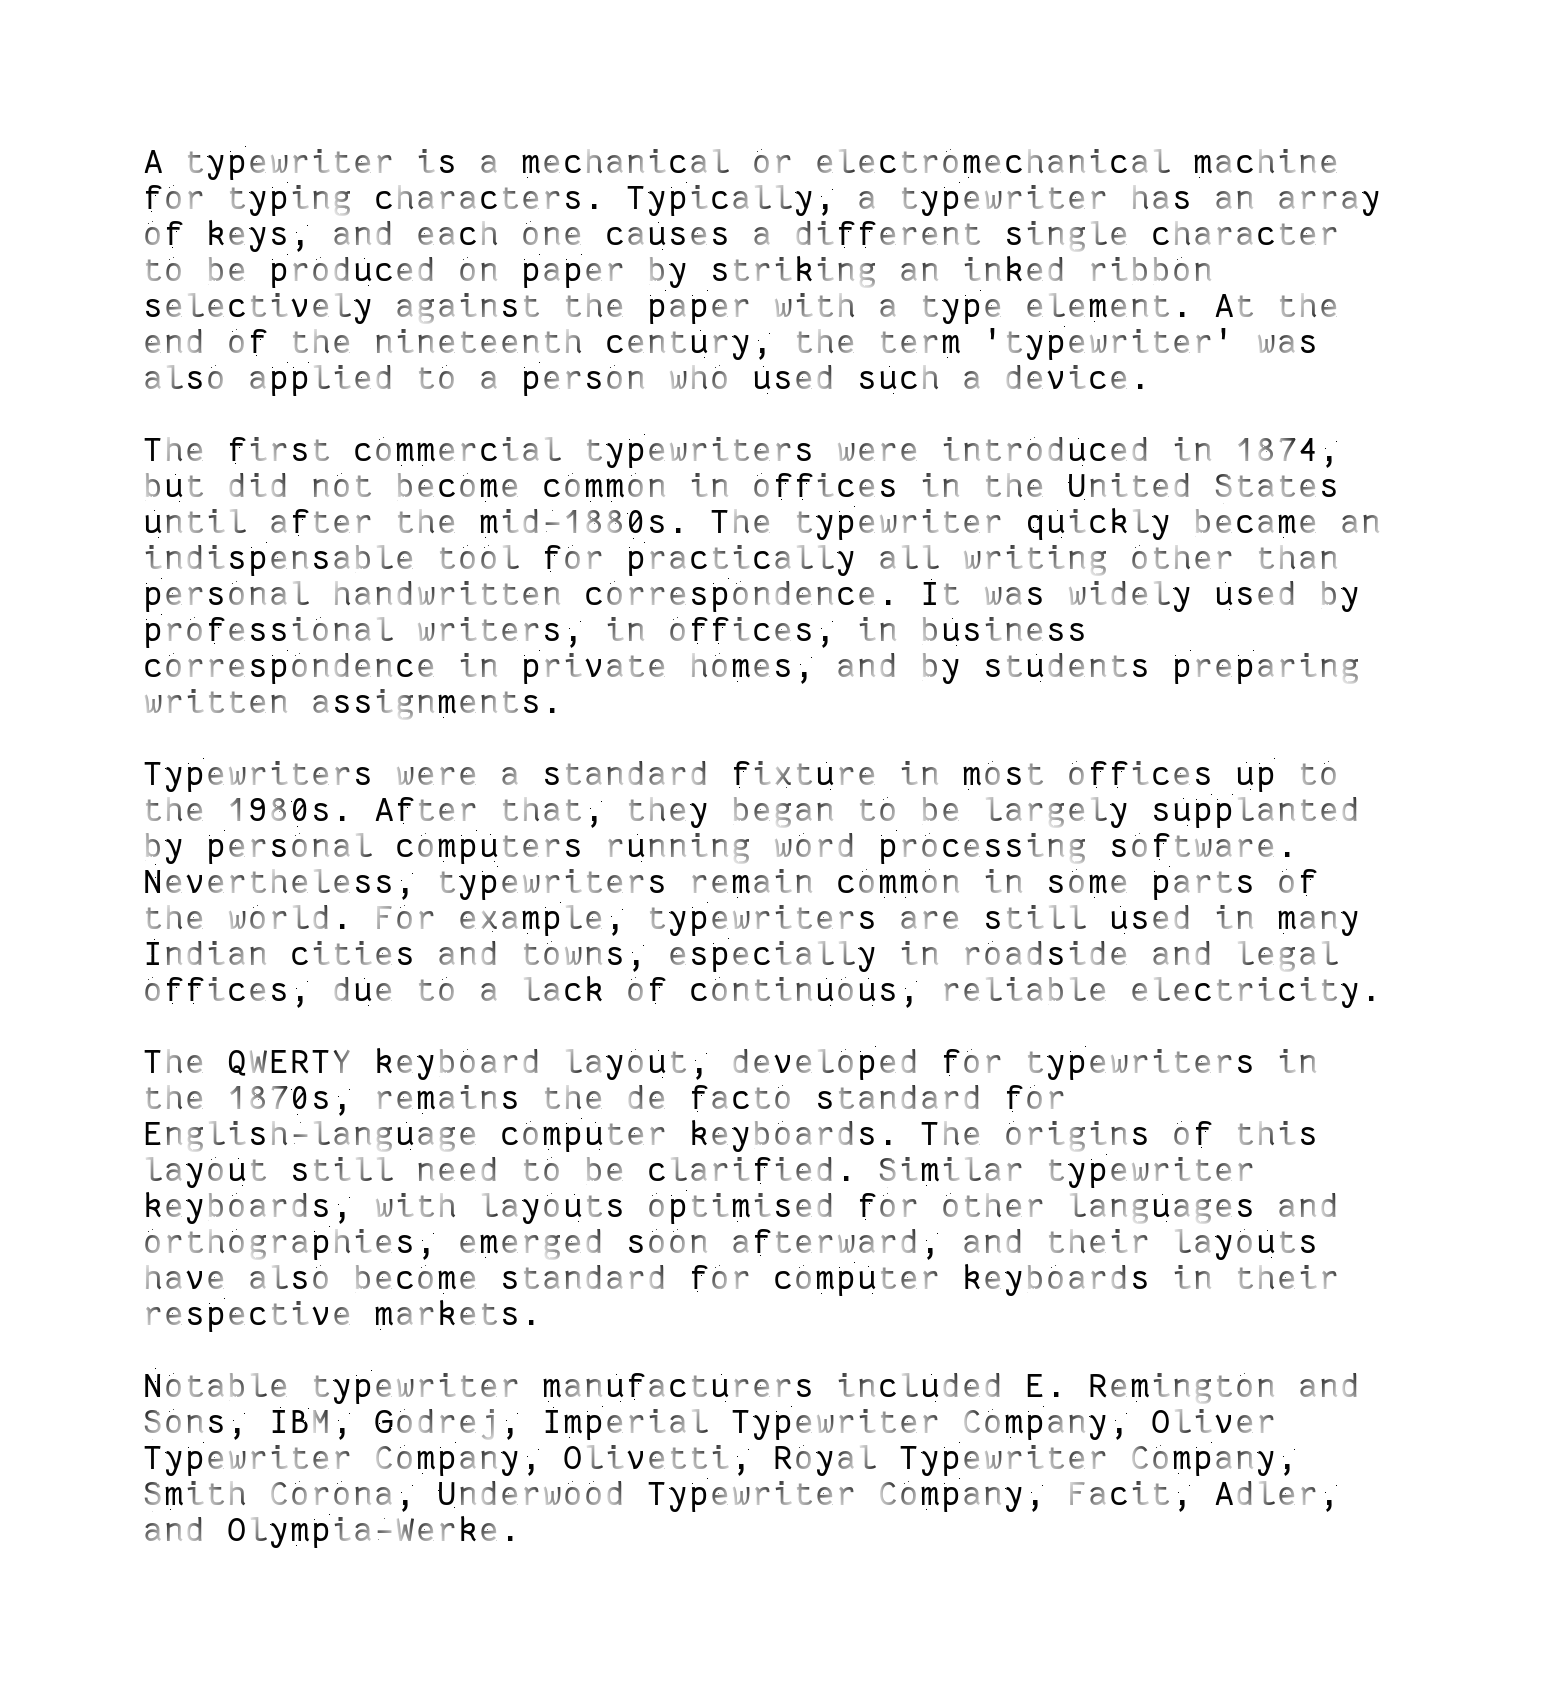 A typewriter is a mechanical or electromechanical machine
for typing characters. Typically, a typewriter has an array
of keys, and each one causes a different single character
to be produced on paper by striking an inked ribbon
selectively against the paper with a type element. At the
end of the nineteenth century, the term 'typewriter' was
also applied to a person who used such a device.

The first commercial typewriters were introduced in 1874,
but did not become common in offices in the United States
until after the mid-1880s. The typewriter quickly became an
indispensable tool for practically all writing other than
personal handwritten correspondence. It was widely used by
professional writers, in offices, in business
correspondence in private homes, and by students preparing
written assignments.

Typewriters were a standard fixture in most offices up to
the 1980s. After that, they began to be largely supplanted
by personal computers running word processing software.
Nevertheless, typewriters remain common in some parts of
the world. For example, typewriters are still used in many
Indian cities and towns, especially in roadside and legal
offices, due to a lack of continuous, reliable electricity.

The QWERTY keyboard layout, developed for typewriters in
the 1870s, remains the de facto standard for
English-language computer keyboards. The origins of this
layout still need to be clarified. Similar typewriter
keyboards, with layouts optimised for other languages and
orthographies, emerged soon afterward, and their layouts
have also become standard for computer keyboards in their
respective markets.

Notable typewriter manufacturers included E. Remington and
Sons, IBM, Godrej, Imperial Typewriter Company, Oliver
Typewriter Company, Olivetti, Royal Typewriter Company,
Smith Corona, Underwood Typewriter Company, Facit, Adler,
and Olympia-Werke.